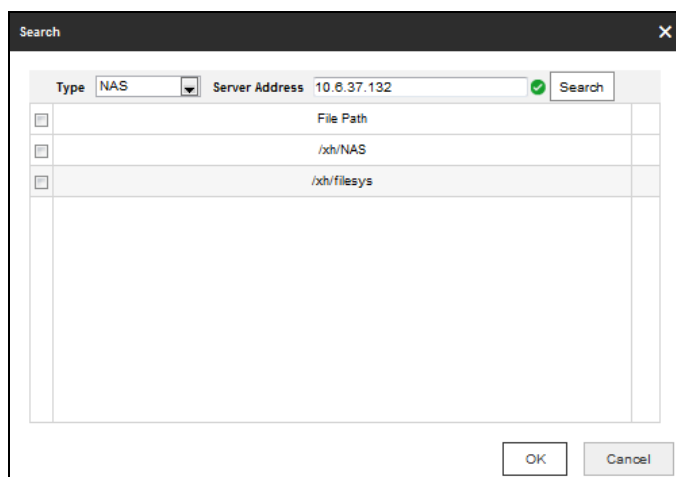 Search
Type NAS Server Address 10.6.37.132 Search
File Path
/xh/NAS
/xh/filesys
OK Cancel